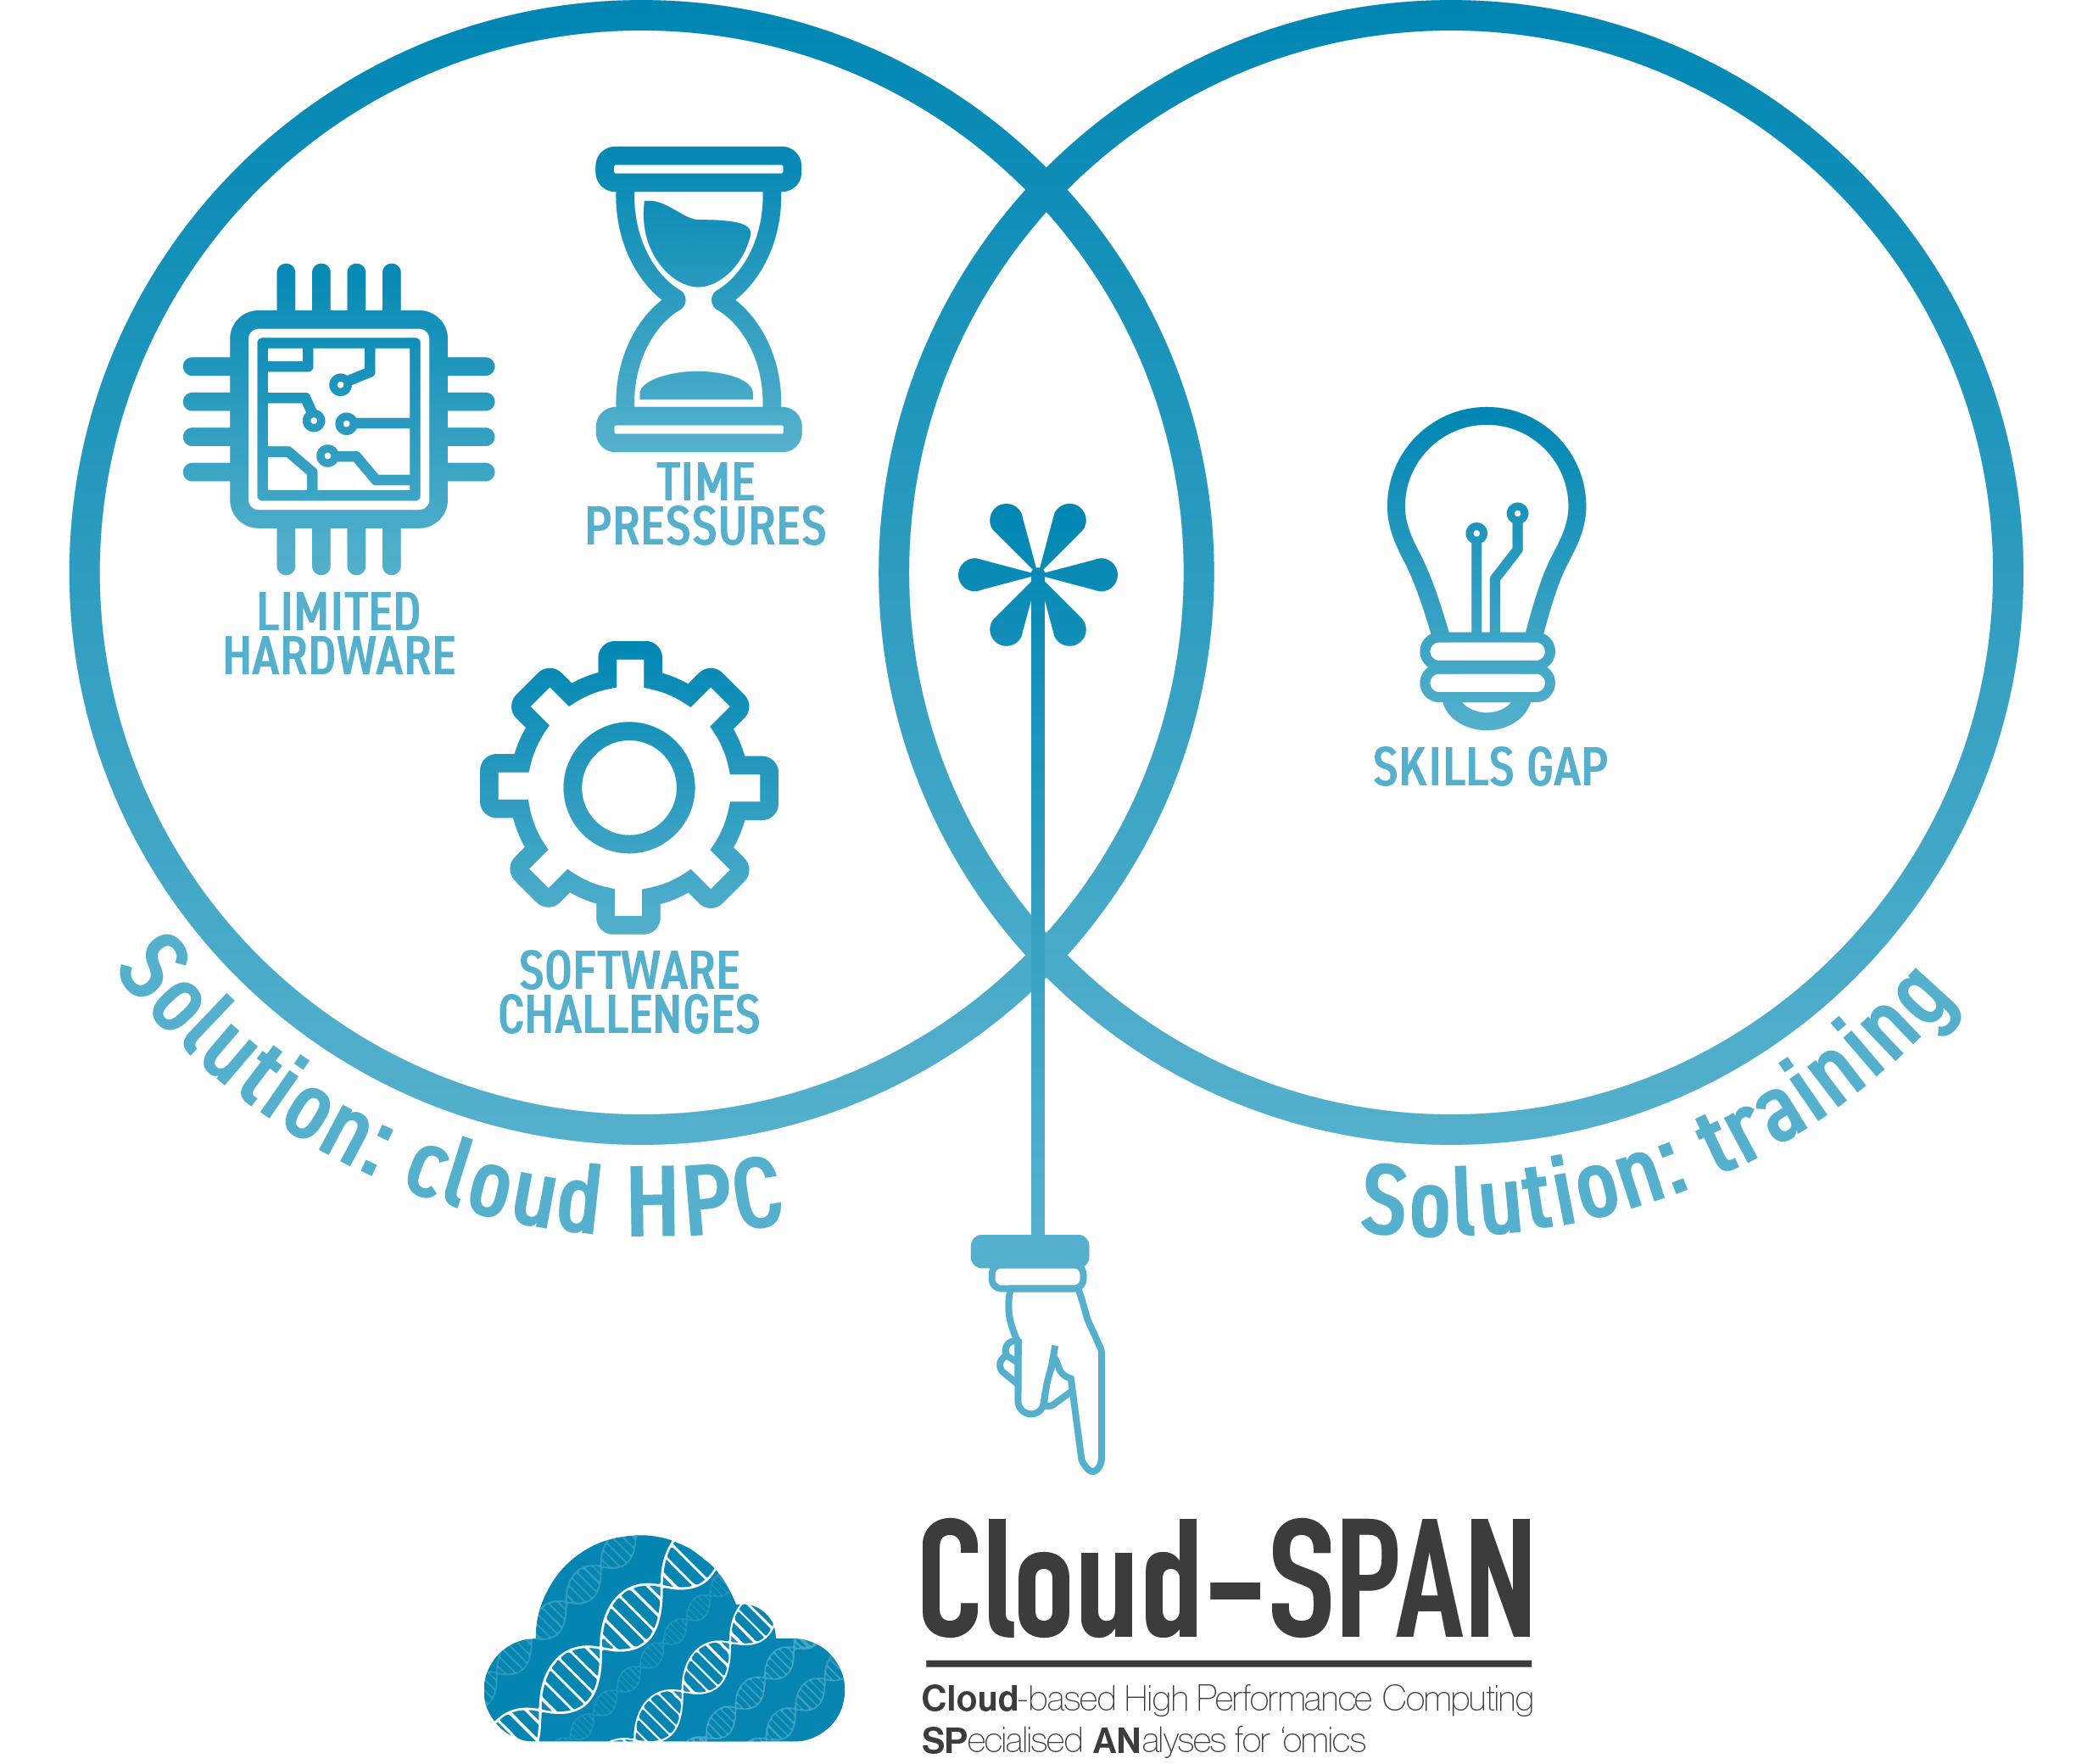 TIME
PRESSURES
LIMITED
HARDWARE
SOFTWARE
CHALLENGES
SKILLS GAP
Solution: cloud HPC
Solution: training
Cloud-SPAN
Cloud-based High Performance Computing
SPecialised ANalyses for ‘omics